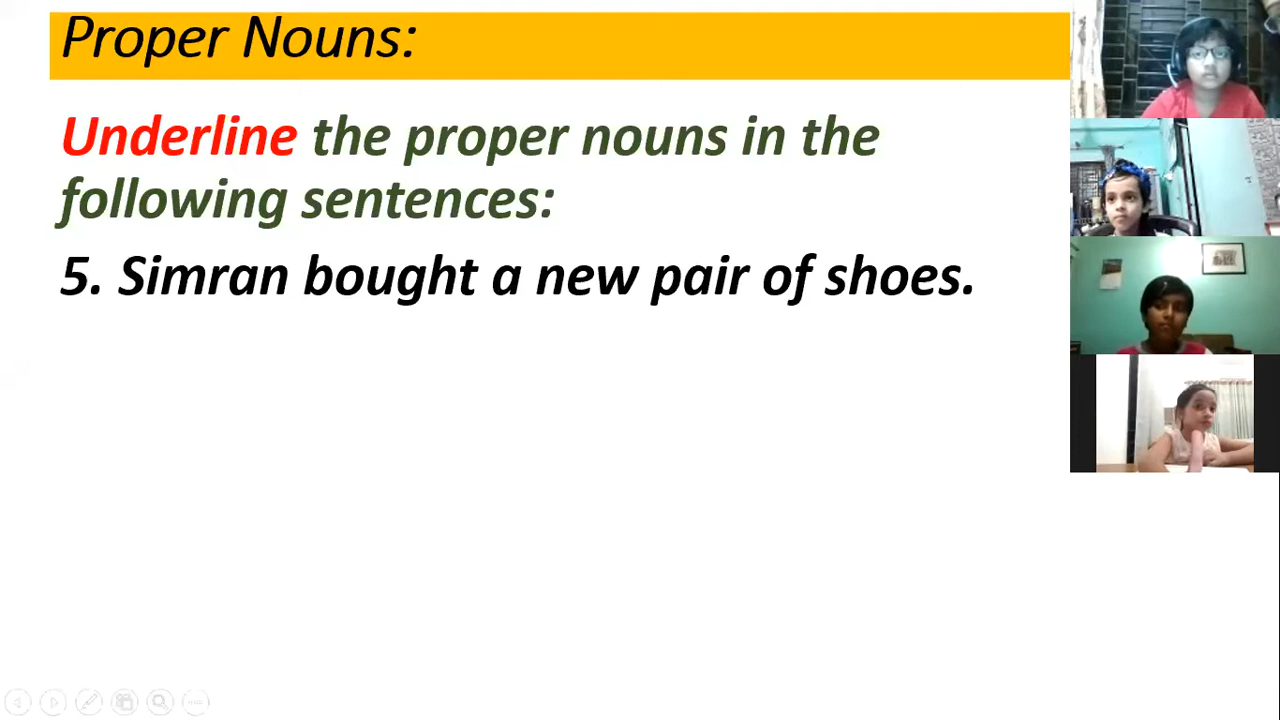 Proper Nouns:
Underline the proper nouns in the
following sentences:
5. Simran bought a new pair of shoes.